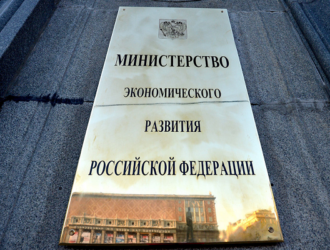 МИНИСТЕРСТВО
ЭКОНОМИЧЕСКОГО
РАЗВИТИЯ
РОССИЙСКОЙ ФЕДЕРАЦИИ